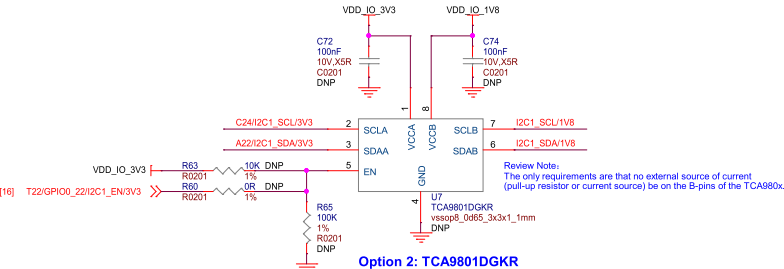 VDD_IO_3V3
VDD_IO_1V8
C72
100nF
10V,X5R
C0201
DNP
C74
100nF
10V,X5R
C0201
DNP
1
8
VCCA
VCCB
C24/I2C1_SCL/3V3
2
SCLA
SCLB
7
I2C1_SCL/1V8
A22/I2C1_SDA/3V3
3
SDAA
SDAB
6
I2C1_SDA/1V8
VDD_IO_3V3
R63
10K
DNP
R0201
1%
5
EN
GND
4
[16]
T22/GPIO0_22/I2C1_EN/3V3
R60
0R
DNP
R0201
1%
Review Note:
The only requirements are that no external source of current
(pull-up resistor or current source) be on the B-pins of the TCA980x.
R65
100K
1%
R0201
DNP
U7
TCA9801DGKR
vssop8_0d65_3x3x1_1mm
DNP
Option 2: TCA9801DGKR